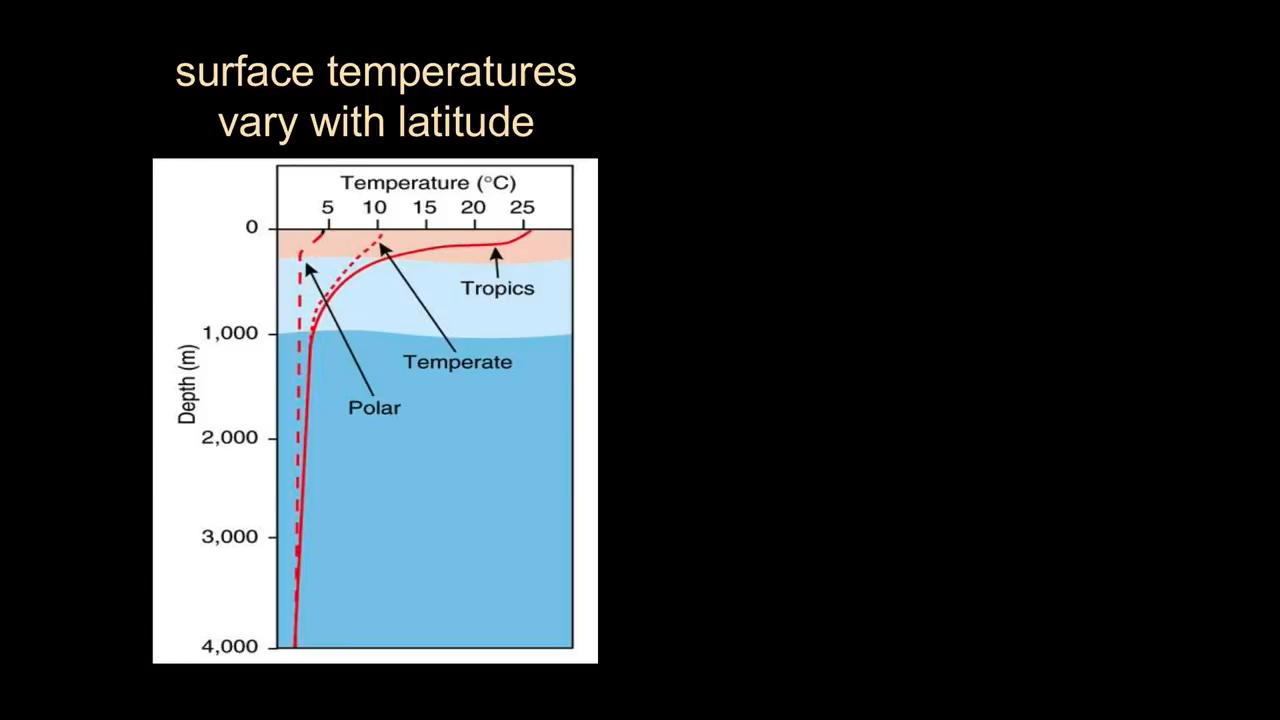 surface temperatures
vary with latitude
Temperature (°C)
5 10 15 20 25
0
Tropics
1,000
Temperate
Depth (m)
Polar
2,000
3,000
4,000